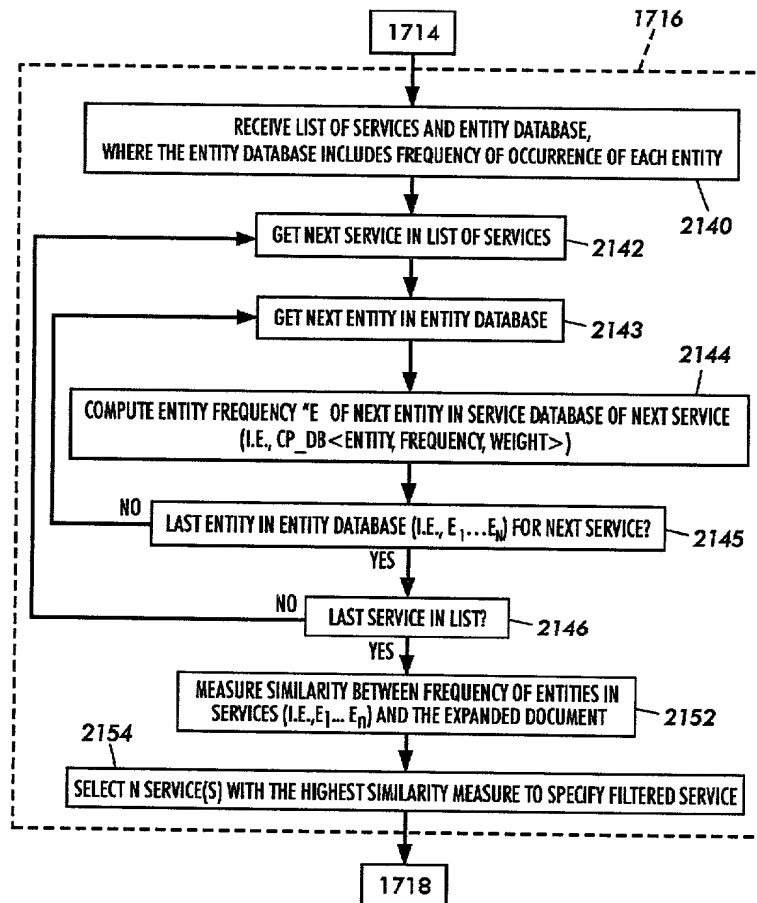 1716
1714
RECEIVE LIST OF SERVICES AND ENTITY DATABASE,
WHERE THE ENTITY DATABASE INCLUDES FREQUENCY OF OCCURRENCE OF EACH ENTITY
2140
GET NEXT SERVICE IN LIST OF SERVICES
2142
GET NEXT ENTITY IN ENTITY DATABASE
2143
2144
COMPUTE ENTITY FREQUENCY "E OF NEXT ENTITY IN SERVICE DATABASE OF NEXT SERVICE
(I.E., CP_DB<ENTITY, FREQUENCY, WEIGHT>)
NO
LAST ENTITY IN ENTITY DATABASE (I.E., E1...EN) FOR NEXT SERVICE?
2145
YES
NO
LAST SERVICE IN LIST?
2146
YES
MEASURE SIMILARITY BETWEEN FREQUENCY OF ENTITIES IN
SERVICES (I.E.,E1... En) AND THE EXPANDED DOCUMENT
2152
2154
SELECT N SERVICE(S) WITH THE HIGHEST SIMILARITY MEASURE TO SPECIFY FILTERED SERVICE
1718